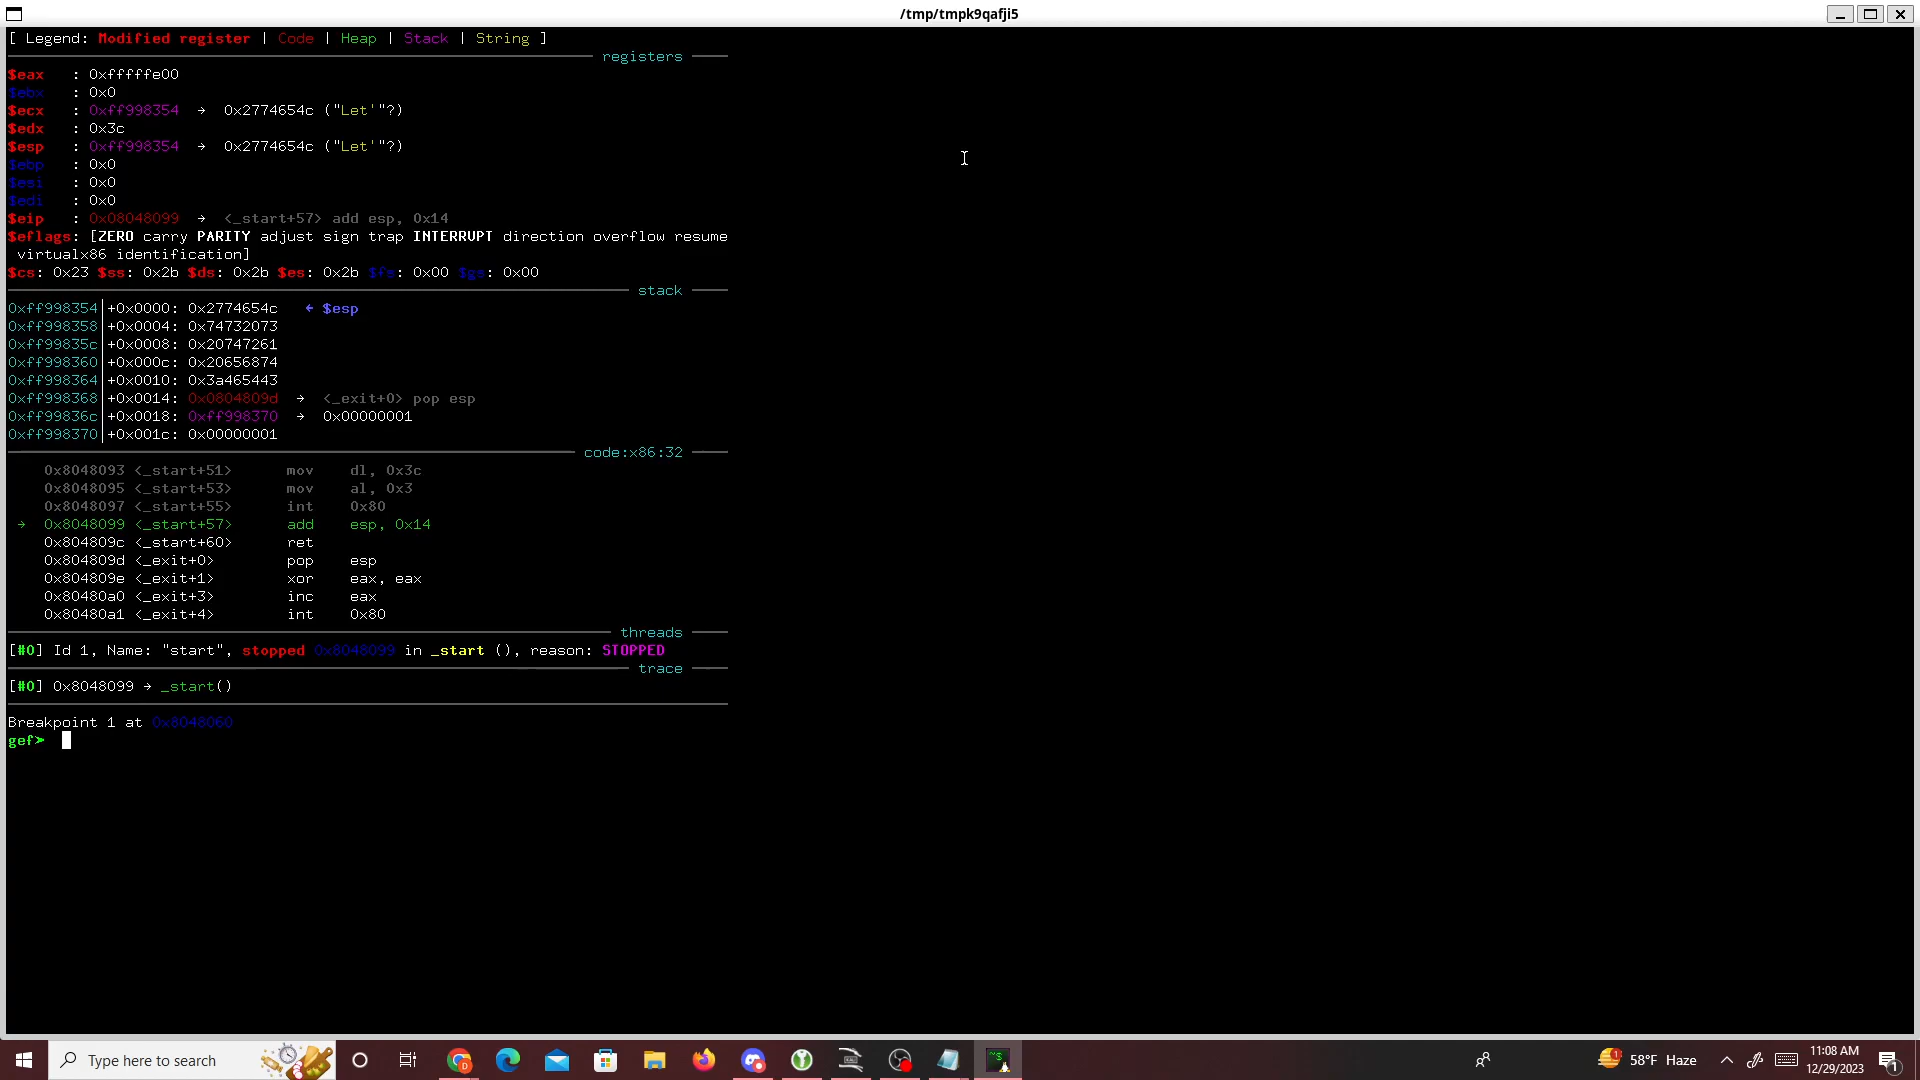 /tmp/tmpk9qafji5
[ Legend: Modified register | Code | Heap | Stack | String ]
registers
$eax : 0xfffffe00
$ebx : 0x0
$ecx : 0xff998354 → 0x2774654c ("Let'"?)
$edx : 0x3c
$esp : 0xff998354 → 0x2774654c ("Let'"?)
$ebp : 0x0
$esi : 0x0
$edi : 0x0
$eip : 0x08048099 → <_start+57> add esp, 0x14
$eflags: [ZERO carry PARITY adjust sign trap INTERRUPT direction overflow resume
virtualx86 identification]
$cs: 0x23 $ss: 0x2b $ds: 0x2b $es: 0x2b $fs: 0x00 $gs: 0x00
stack
0xff998354│+0x0000: 0x2774654c ← $esp
0xff998358│+0x0004: 0x74732073
0xff99835c│+0x0008: 0x20747261
0xff998360│+0x000c: 0x20656874
0xff998364│+0x0010: 0x3a465443
0xff998368│+0x0014: 0x0804809d → <_exit+0> pop esp
0xff99836c│+0x0018: 0xff998370 → 0x00000001
0xff998370│+0x001c: 0x00000001
code:x86:32
0x8048093 <_start+51> mov dl, 0x3c
0x8048095 <_start+53> mov al, 0x3
0x8048097 <_start+55> int 0x80
→ 0x8048099 <_start+57> add esp, 0x14
0x804809c <_start+60> ret
0x804809d <_exit+0> pop esp
0x804809e <_exit+1> xor eax, eax
0x80480a0 <_exit+3> inc eax
0x80480a1 <_exit+4> int 0x80
threads
[#0] Id 1, Name: "start", stopped 0x8048099 in _start (), reason: STOPPED
trace
[#0] 0x8048099 → _start()
Breakpoint 1 at 0x8048060
gef➤
Type here to search
58°F Haze
11:08 AM
12/29/2023